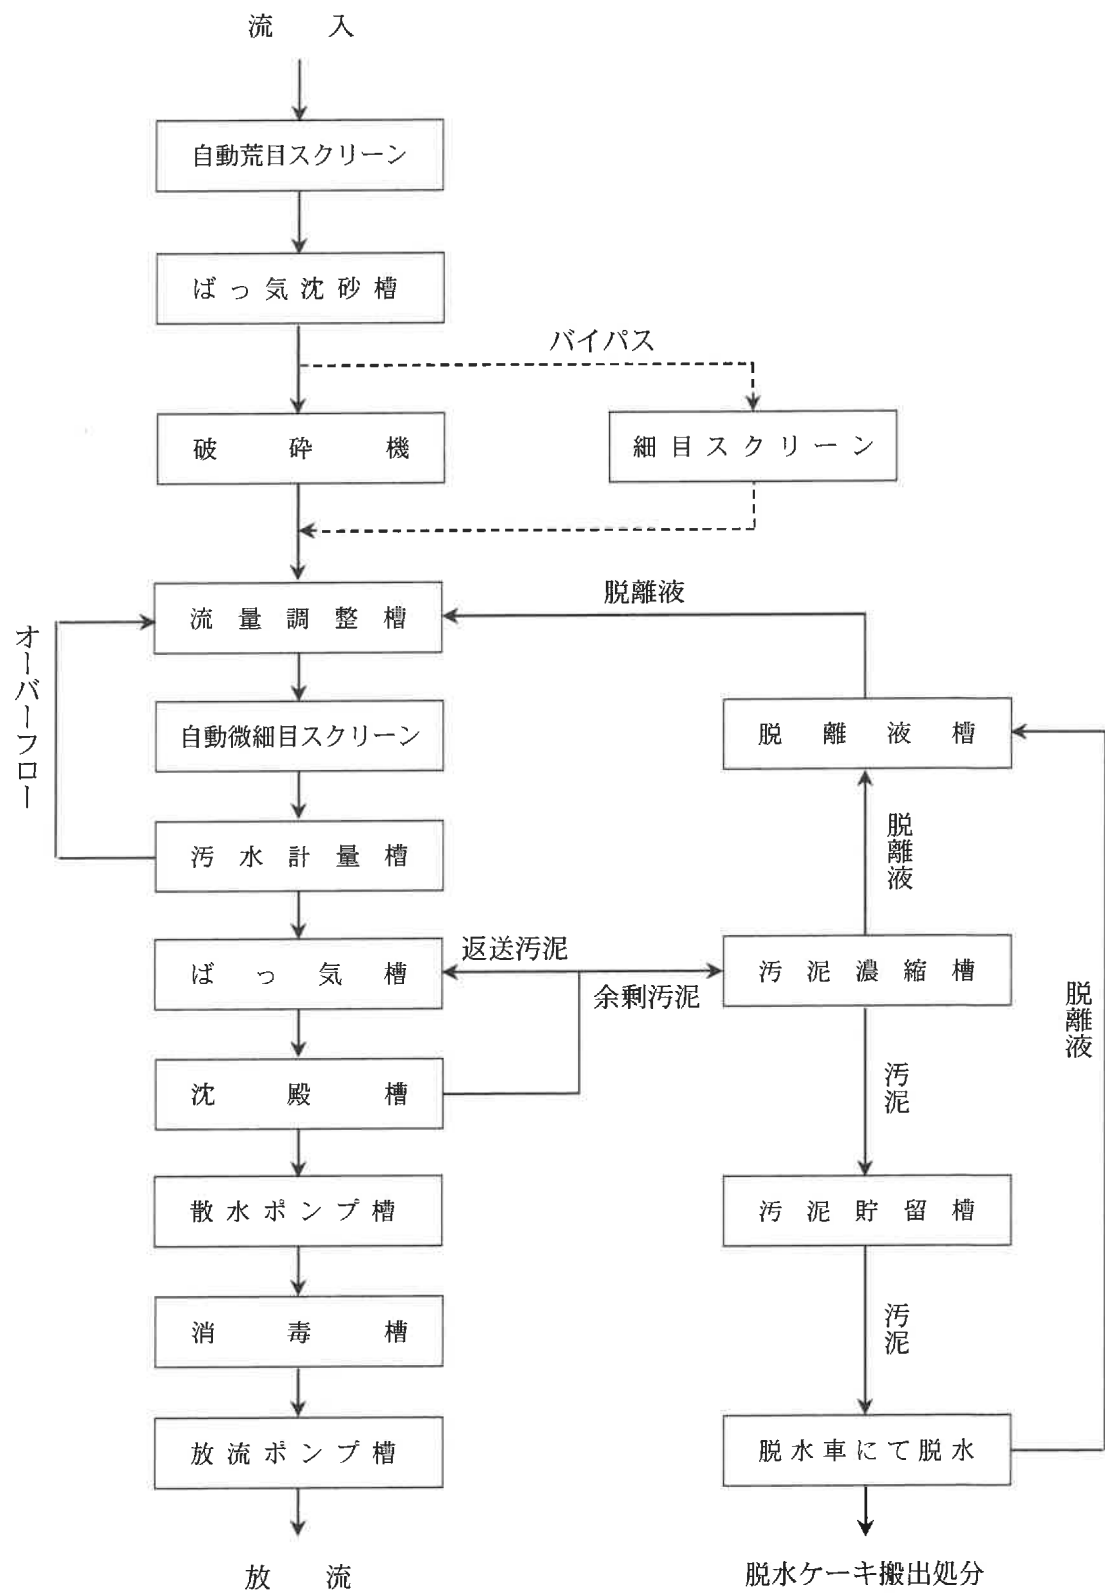 流入
自動荒目スクリーン
ばっ気沈砂槽
バイパス
破砕機
細目スクリーン
流量調整槽
脱離液
オーバーフロー
自動微細目スクリーン
脱離液槽
汚水計量槽
脱離液
ばっ気槽
返送汚泥
余剰汚泥
汚泥濃縮槽
脱離液
沈殿槽
汚泥
散水ポンプ槽
汚泥貯留槽
消毒槽
汚泥
放流ポンプ槽
脱水車にて脱水
放流
脱水ケーキ搬出処分